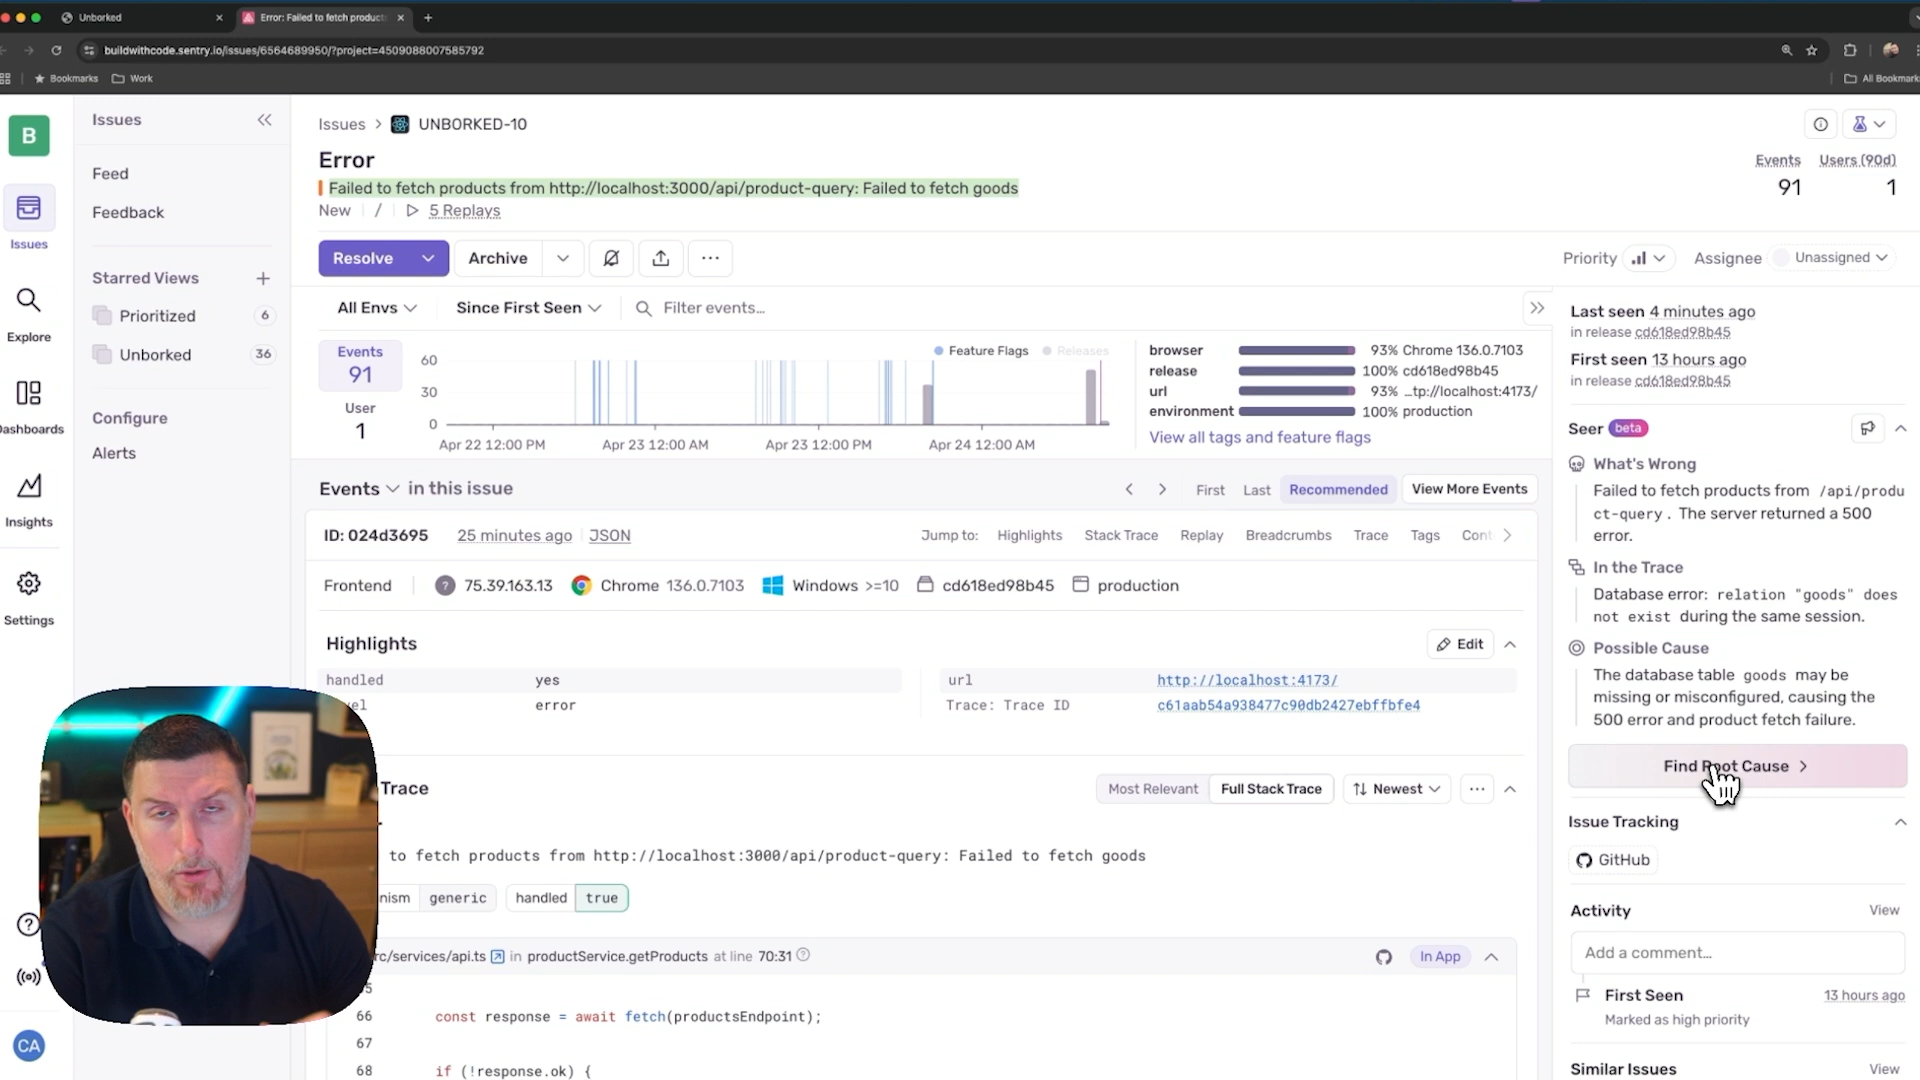 Unborked
Error: Failed to fetch product
buildwithcode.sentry.io/issues/6564689950/?project=4509088007585792
Bookmarks
Work
All Bookmark
B
Issues
Explore
Dashboards
Insights
Settings
CA
Issues
Feed
Feedback
Starred Views
Prioritized 6
Unborked 36
Configure
Alerts
Issues > UNBORKED-10
Error
Failed to fetch products from http://localhost:3000/api/product-query: Failed to fetch goods
New / 5 Replays
Events Users (90d)
91 1
Resolve Archive
Priority Assignee Unassigned
All Envs Since First Seen Filter events...
Events
91
User
1
Feature Flags Releases
60
30
0
Apr 22 12:00 PM Apr 23 12:00 AM Apr 23 12:00 PM Apr 24 12:00 AM
browser 93% Chrome 136.0.7103
release 100% cd618ed98b45
url 93% …tp://localhost:4173/
environment 100% production
View all tags and feature flags
Events in this issue
First Last Recommended View More Events
ID: 024d3695 25 minutes ago JSON
Jump to: Highlights Stack Trace Replay Breadcrumbs Trace Tags Cont
Frontend 75.39.163.13 Chrome 136.0.7103 Windows >=10 cd618ed98b45 production
Highlights Edit
handled yes
el error
url http://localhost:4173/
Trace: Trace ID c61aab54a938477c90db2427ebffbfe4
Trace
Most Relevant Full Stack Trace Newest
to fetch products from http://localhost:3000/api/product-query: Failed to fetch goods
nism generic handled true
rc/services/api.ts in productService.getProducts at line 70:31
In App
5
66 const response = await fetch(productsEndpoint);
67
68 if (!response.ok) {
Last seen 4 minutes ago
in release cd618ed98b45
First seen 13 hours ago
in release cd618ed98b45
Seer beta
What's Wrong
Failed to fetch products from /api/produ
ct-query. The server returned a 500
error.
In the Trace
Database error: relation "goods" does
not exist during the same session.
Possible Cause
The database table goods may be
missing or misconfigured, causing the
500 error and product fetch failure.
Find Root Cause
Issue Tracking
GitHub
Activity View
Add a comment...
First Seen 13 hours ago
Marked as high priority
Similar Issues View